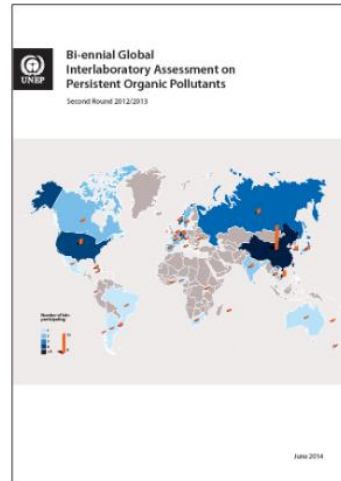 UNEP
Bi-ennial Global
Interlaboratory Assessment on
Persistent Organic Pollutants
Second Round 2012/2013
Number of labs
participating
June 2014